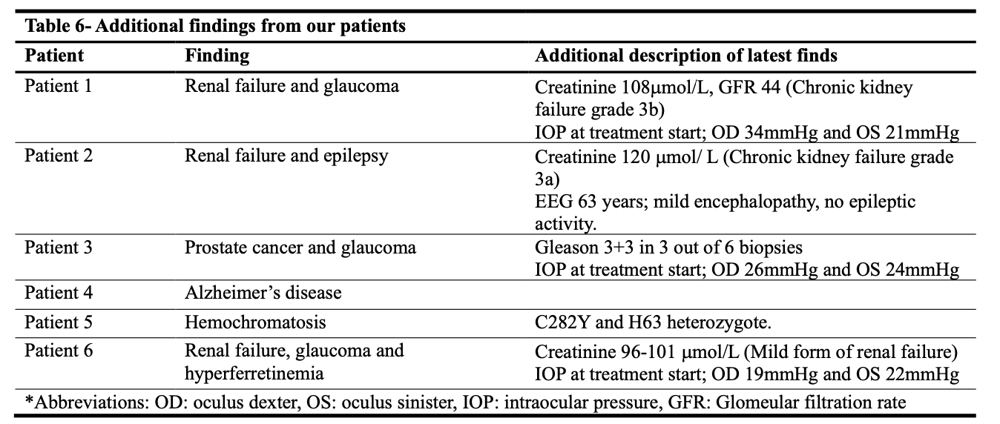 Table 6- Additional findings from our patients
Patient Finding Additional description of latest finds
Patient 1 Renal failure and glaucoma Creatinine 108μmol/L, GFR 44 (Chronic kidney
failure grade 3b)
IOP at treatment start; OD 34mmHg and OS 21mmHg
Patient 2 Renal failure and epilepsy Creatinine 120 μmol/ L (Chronic kidney failure grade
3a)
EEG 63 years; mild encephalopathy, no epileptic
activity.
Patient 3 Prostate cancer and glaucoma Gleason 3+3 in 3 out of 6 biopsies
IOP at treatment start; OD 26mmHg and OS 24mmHg
Patient 4 Alzheimer’s disease
Patient 5 Hemochromatosis C282Y and H63 heterozygote.
Patient 6 Renal failure, glaucoma and Creatinine 96-101 μmol/L (Mild form of renal failure)
hyperferretinemia IOP at treatment start; OD 19mmHg and OS 22mmHg
*Abbreviations: OD: oculus dexter, OS: oculus sinister, IOP: intraocular pressure, GFR: Glomeular filtration rate